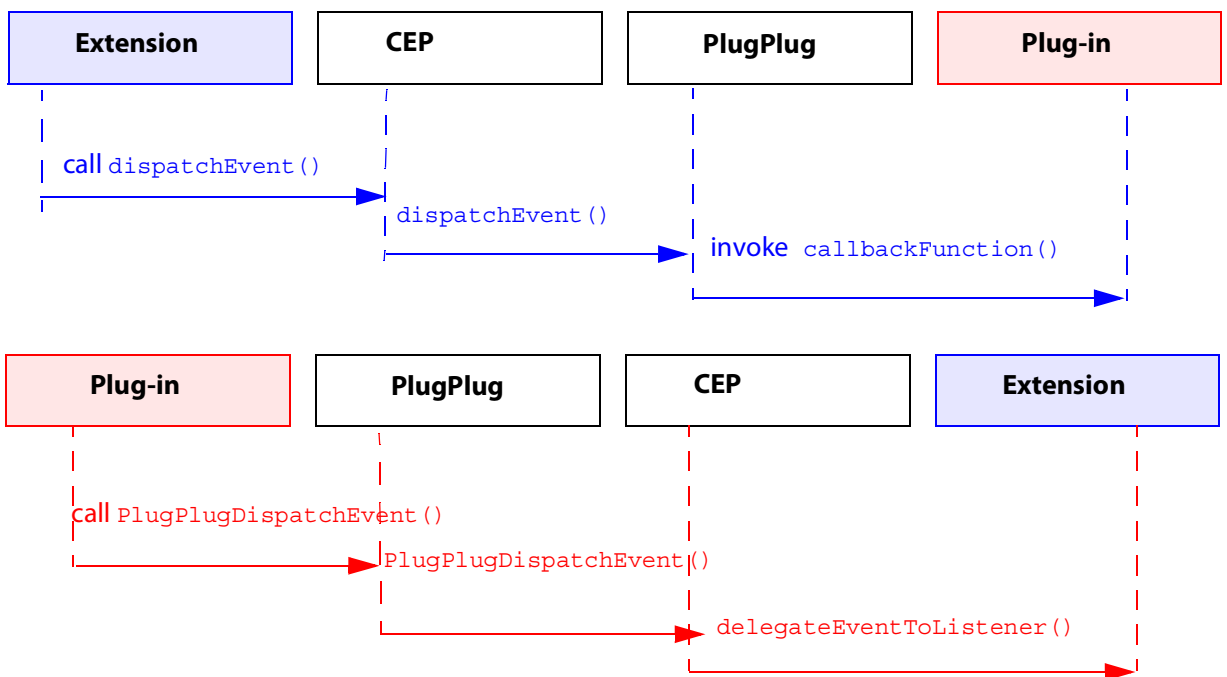 Extension CEP PlugPlug Plug-in
call dispatchEvent()
dispatchEvent()
invoke callbackFunction()
Plug-in PlugPlug CEP Extension
call PlugPlugDispatchEvent()
PlugPlugDispatchEvent()
delegateEventToListener()